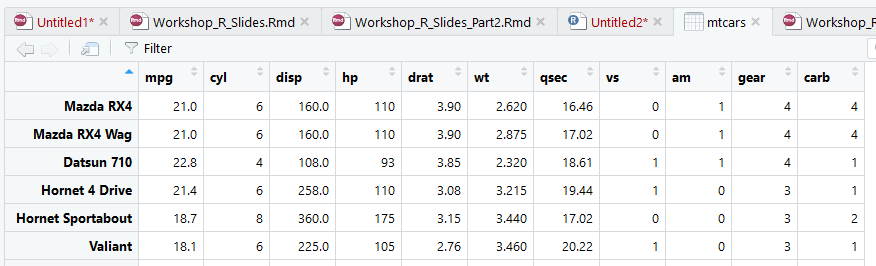 Untitled1* Workshop_R_Slides.Rmd Workshop_R_Slides_Part2.Rmd Untitled2* mtcars Workshop_R
Filter
mpg cyl disp hp drat wt qsec vs am gear carb
Mazda RX4 21.0 6 160.0 110 3.90 2.620 16.46 0 1 4 4
Mazda RX4 Wag 21.0 6 160.0 110 3.90 2.875 17.02 0 1 4 4
Datsun 710 22.8 4 108.0 93 3.85 2.320 18.61 1 1 4 1
Hornet 4 Drive 21.4 6 258.0 110 3.08 3.215 19.44 1 0 3 1
Hornet Sportabout 18.7 8 360.0 175 3.15 3.440 17.02 0 0 3 2
Valiant 18.1 6 225.0 105 2.76 3.460 20.22 1 0 3 1